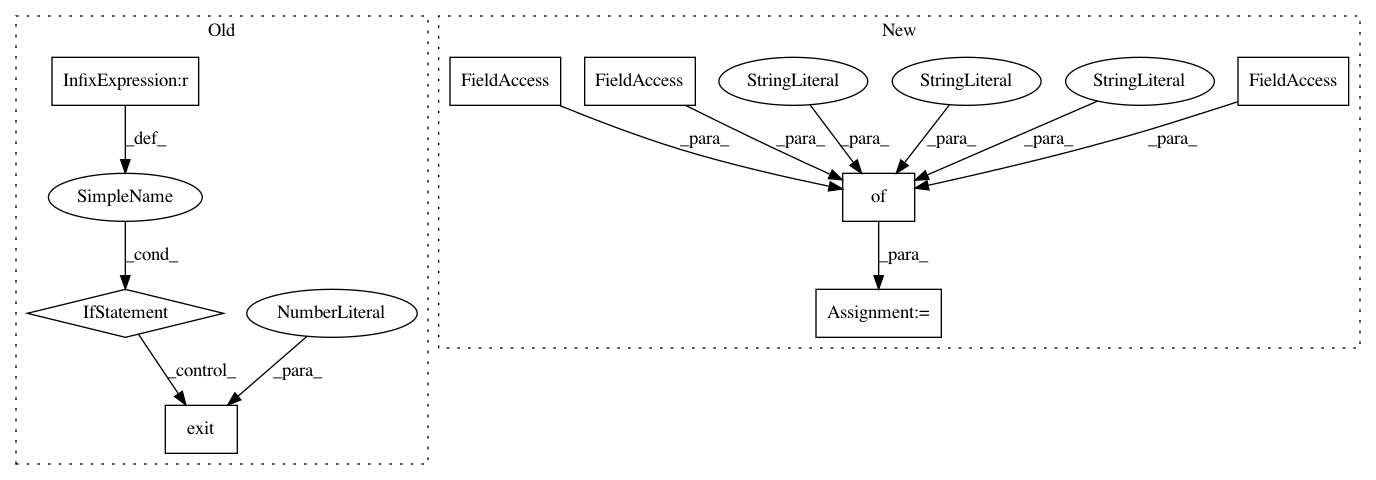 Old
New
InfixExpression:r
FieldAccess
FieldAccess
StringLiteral
StringLiteral
StringLiteral
FieldAccess
_def_
_para_
_para_
_para_
_para_
_para_
_para_
SimpleName
of
_cond_
_para_
IfStatement
NumberLiteral
Assignment:=
_control_
_para_
exit